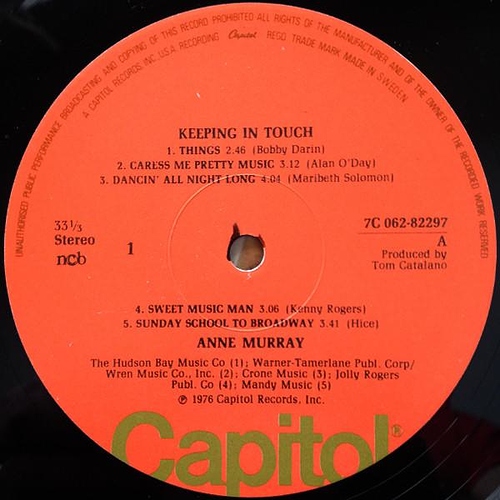 UNAUTHORISED PUBLIC PERFORMANCE BROADCASTING AND COPYING OF THIS RECORD PROHIBITED ALL RIGHTS OF THE MANUFACTURER AND OF THE OWNER OF THE RECORDED WORK RESERVED
A CAPITOL RECORDS, INC. U.S.A. RECORDING Capitol REG'D TRADE MARK MADE IN SWEDEN
KEEPING IN TOUCH
1. THINGS 2.46 (Bobby Darin)
2. CARESS ME PRETTY MUSIC 3.12 (Alan O'Day)
3. DANCIN' ALL NIGHT LONG 4.04 (Maribeth Solomon)
33 1/3
Stereo
ncb
1
7C 062-82297
A
Produced by
Tom Catalano
4. SWEET MUSIC MAN 3.06 (Kenny Rogers)
5. SUNDAY SCHOOL TO BROADWAY 3.41 (Hice)
ANNE MURRAY
The Hudson Bay Music Co (1); Warner-Tamerlane Publ. Corp/
Wren Music Co., Inc. (2); Crone Music (3); Jolly Rogers
Publ. Co (4); Mandy Music (5)
℗ 1976 Capitol Records, Inc.
Capitol®